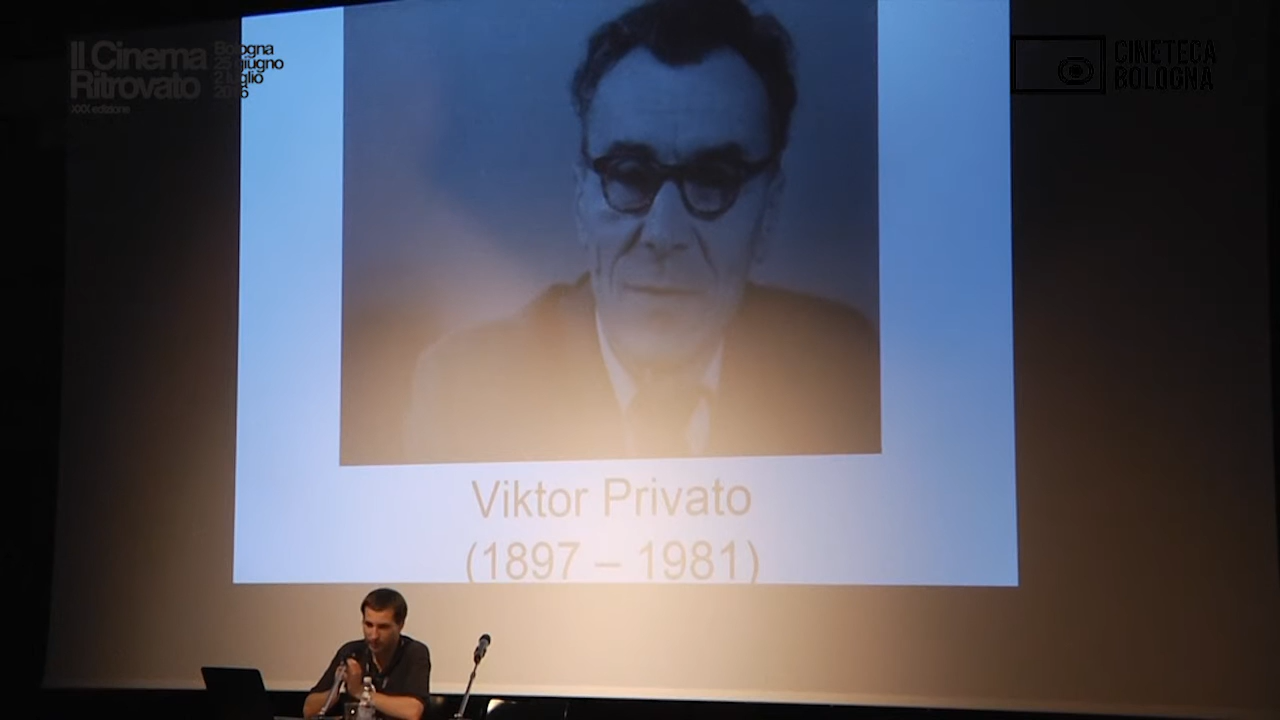 Il Cinema
Ritrovato
XXX edizione
Bologna
25 giugno
2 luglio
2016
CINETECA
BOLOGNA
Viktor Privato
(1897 – 1981)